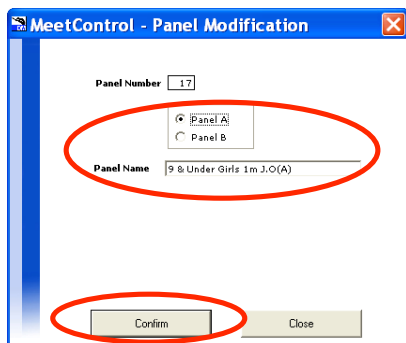 MeetControl - Panel Modification
Panel Number 17
Panel A
Panel B
Panel Name 9 & Under Girls 1m J.O(A)
Confirm Close